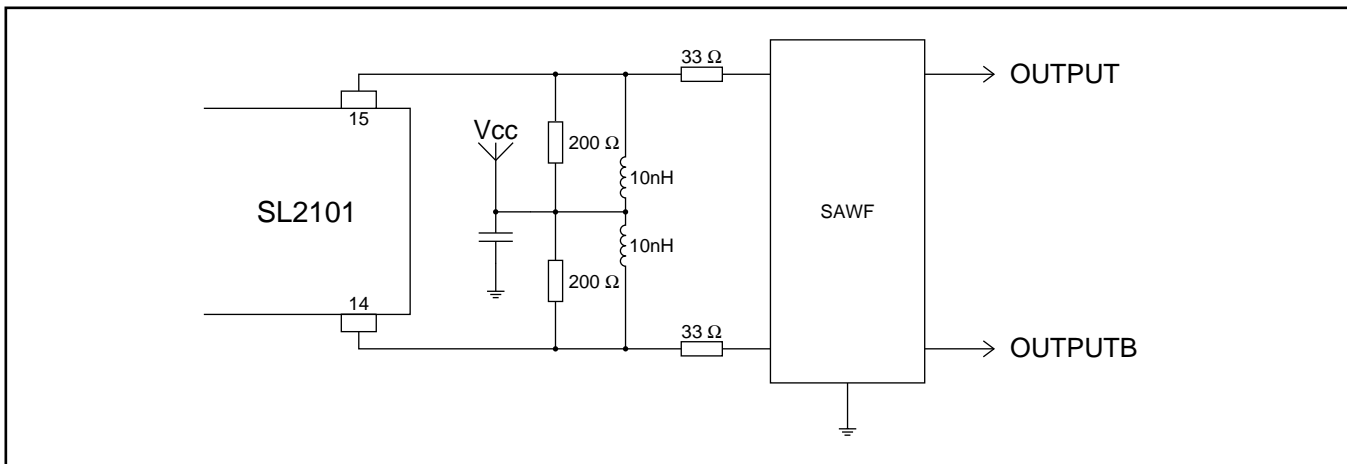 33 Ω
OUTPUT
15
Vcc
200 Ω
10nH
SL2101
SAWF
10nH
200 Ω
14
33 Ω
OUTPUTB